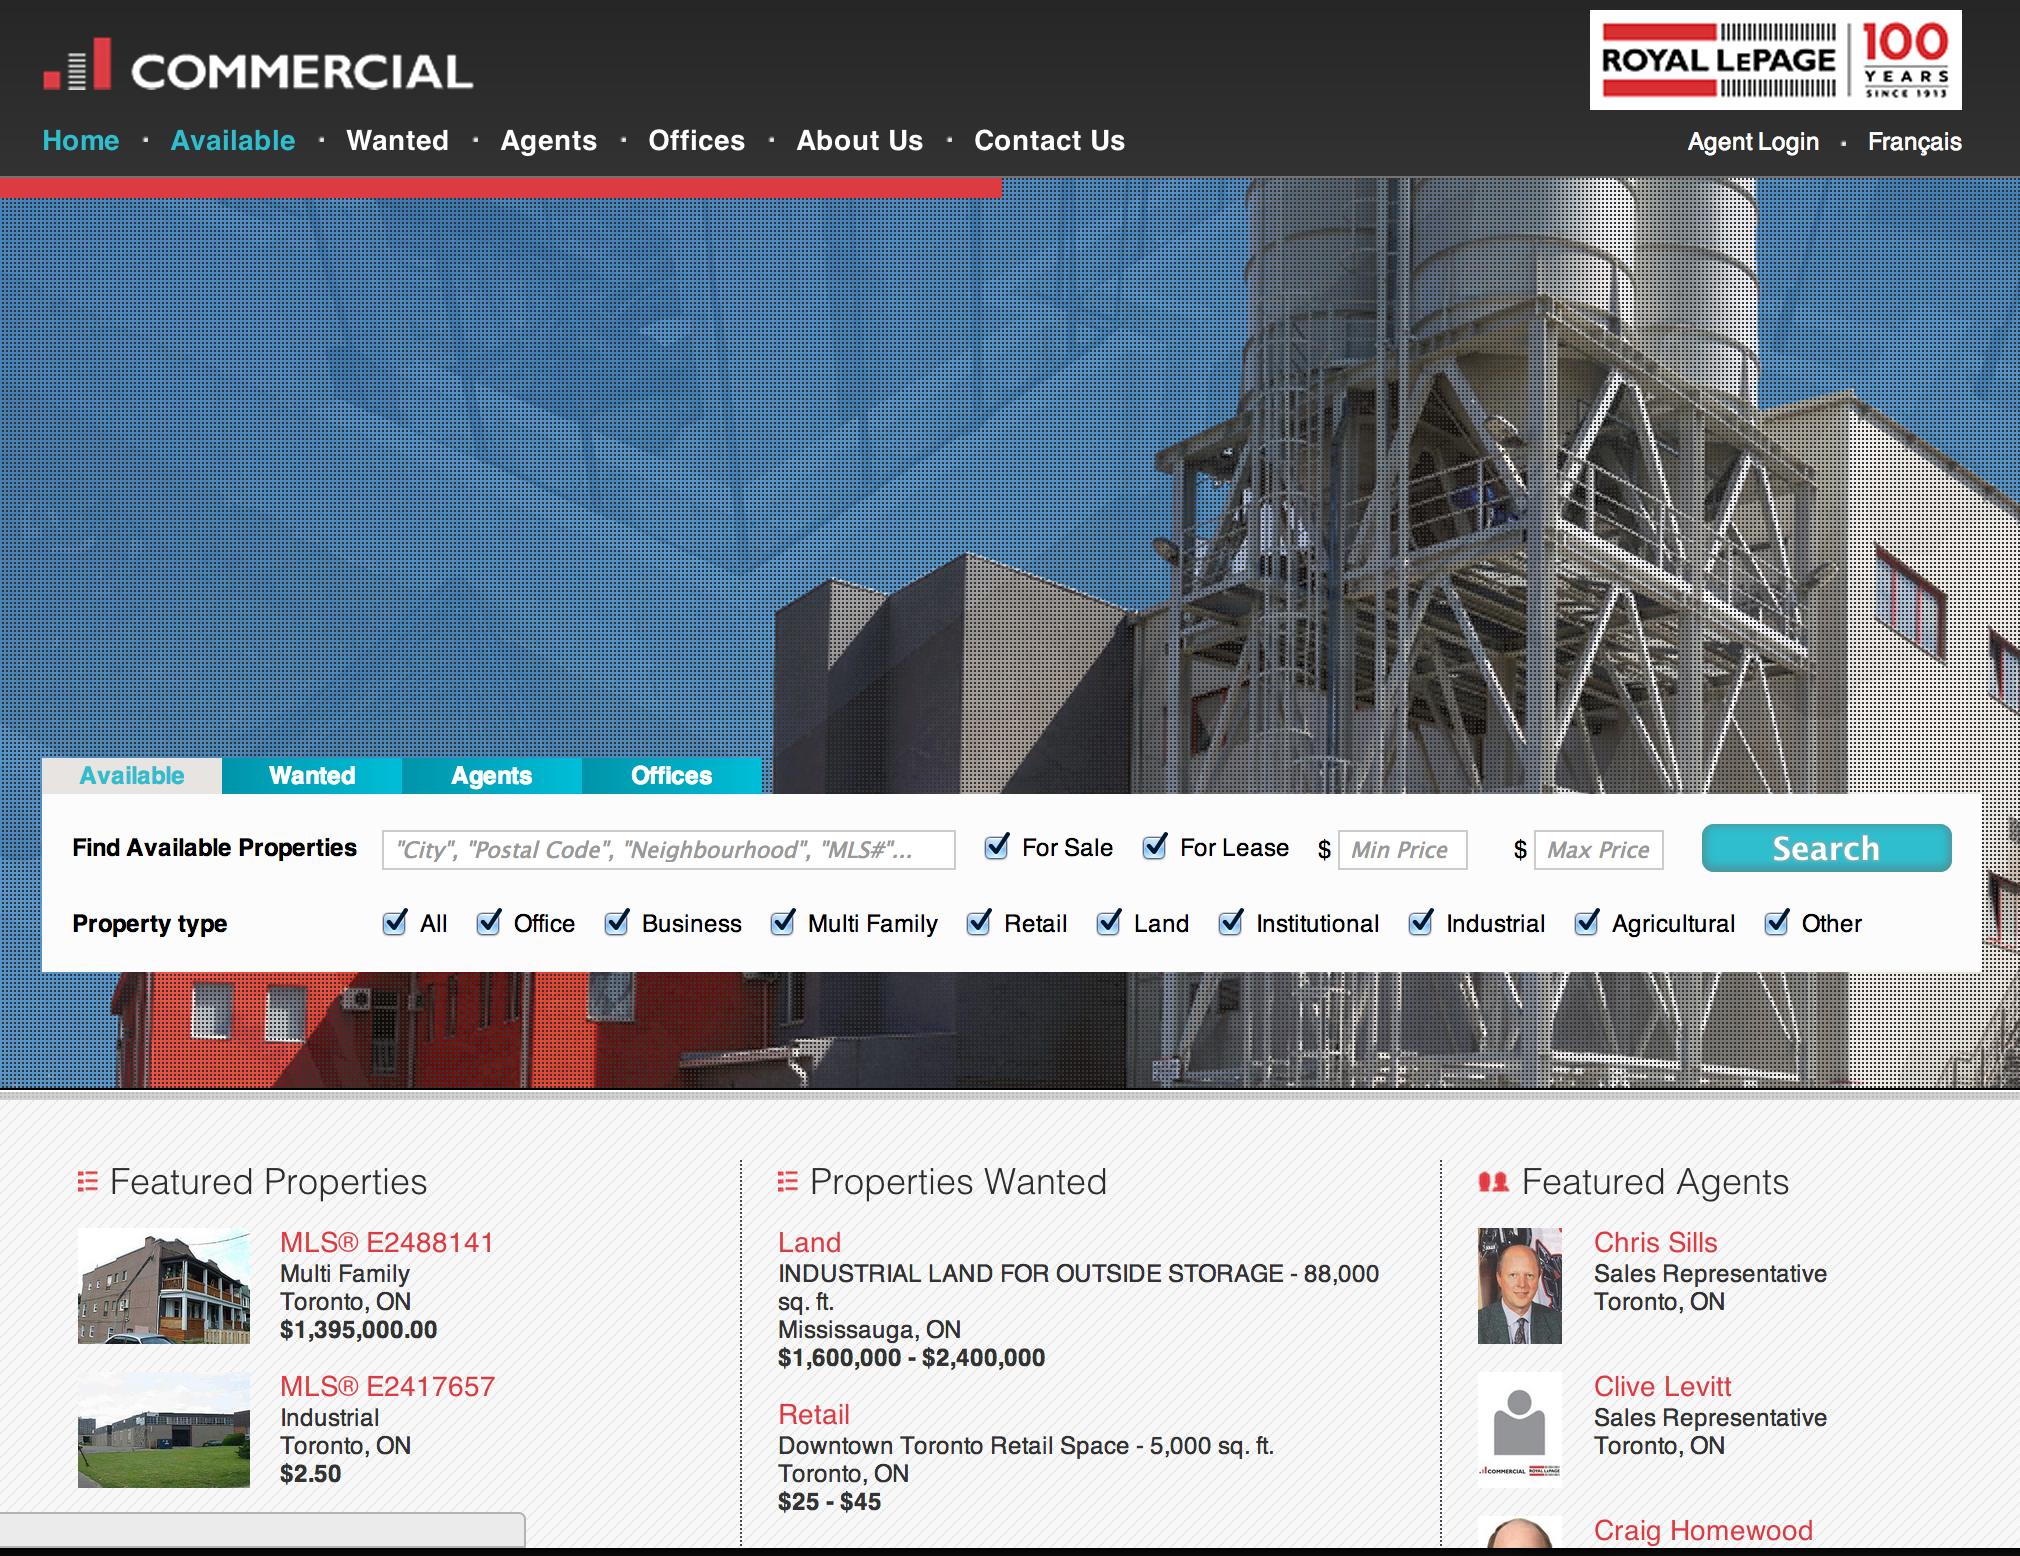 COMMERCIAL
ROYAL LEPAGE
100
YEARS
SINCE 1913
Home · Available · Wanted · Agents · Offices · About Us · Contact Us
Agent Login · Français
Available
Wanted
Agents
Offices
Find Available Properties
"City", "Postal Code", "Neighbourhood", "MLS#"...
For Sale
For Lease
$ Min Price
$ Max Price
Search
Property type
All
Office
Business
Multi Family
Retail
Land
Institutional
Industrial
Agricultural
Other
Featured Properties
MLS® E2488141
Multi Family
Toronto, ON
$1,395,000.00
MLS® E2417657
Industrial
Toronto, ON
$2.50
Properties Wanted
Land
INDUSTRIAL LAND FOR OUTSIDE STORAGE - 88,000
sq. ft.
Mississauga, ON
$1,600,000 - $2,400,000
Retail
Downtown Toronto Retail Space - 5,000 sq. ft.
Toronto, ON
$25 - $45
Featured Agents
Chris Sills
Sales Representative
Toronto, ON
Clive Levitt
Sales Representative
Toronto, ON
COMMERCIAL
ROYAL LEPAGE
Craig Homewood